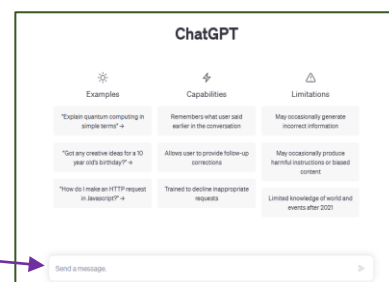 ChatGPT
Examples
Capabilities
Limitations
"Explain quantum computing in
simple terms" →
Remembers what user said
earlier in the conversation
May occasionally generate
incorrect information
"Got any creative ideas for a 10
year old's birthday?" →
Allows user to provide follow-up
corrections
May occasionally produce
harmful instructions or biased
content
"How do I make an HTTP request
in Javascript?" →
Trained to decline inappropriate
requests
Limited knowledge of world and
events after 2021
Send a message.